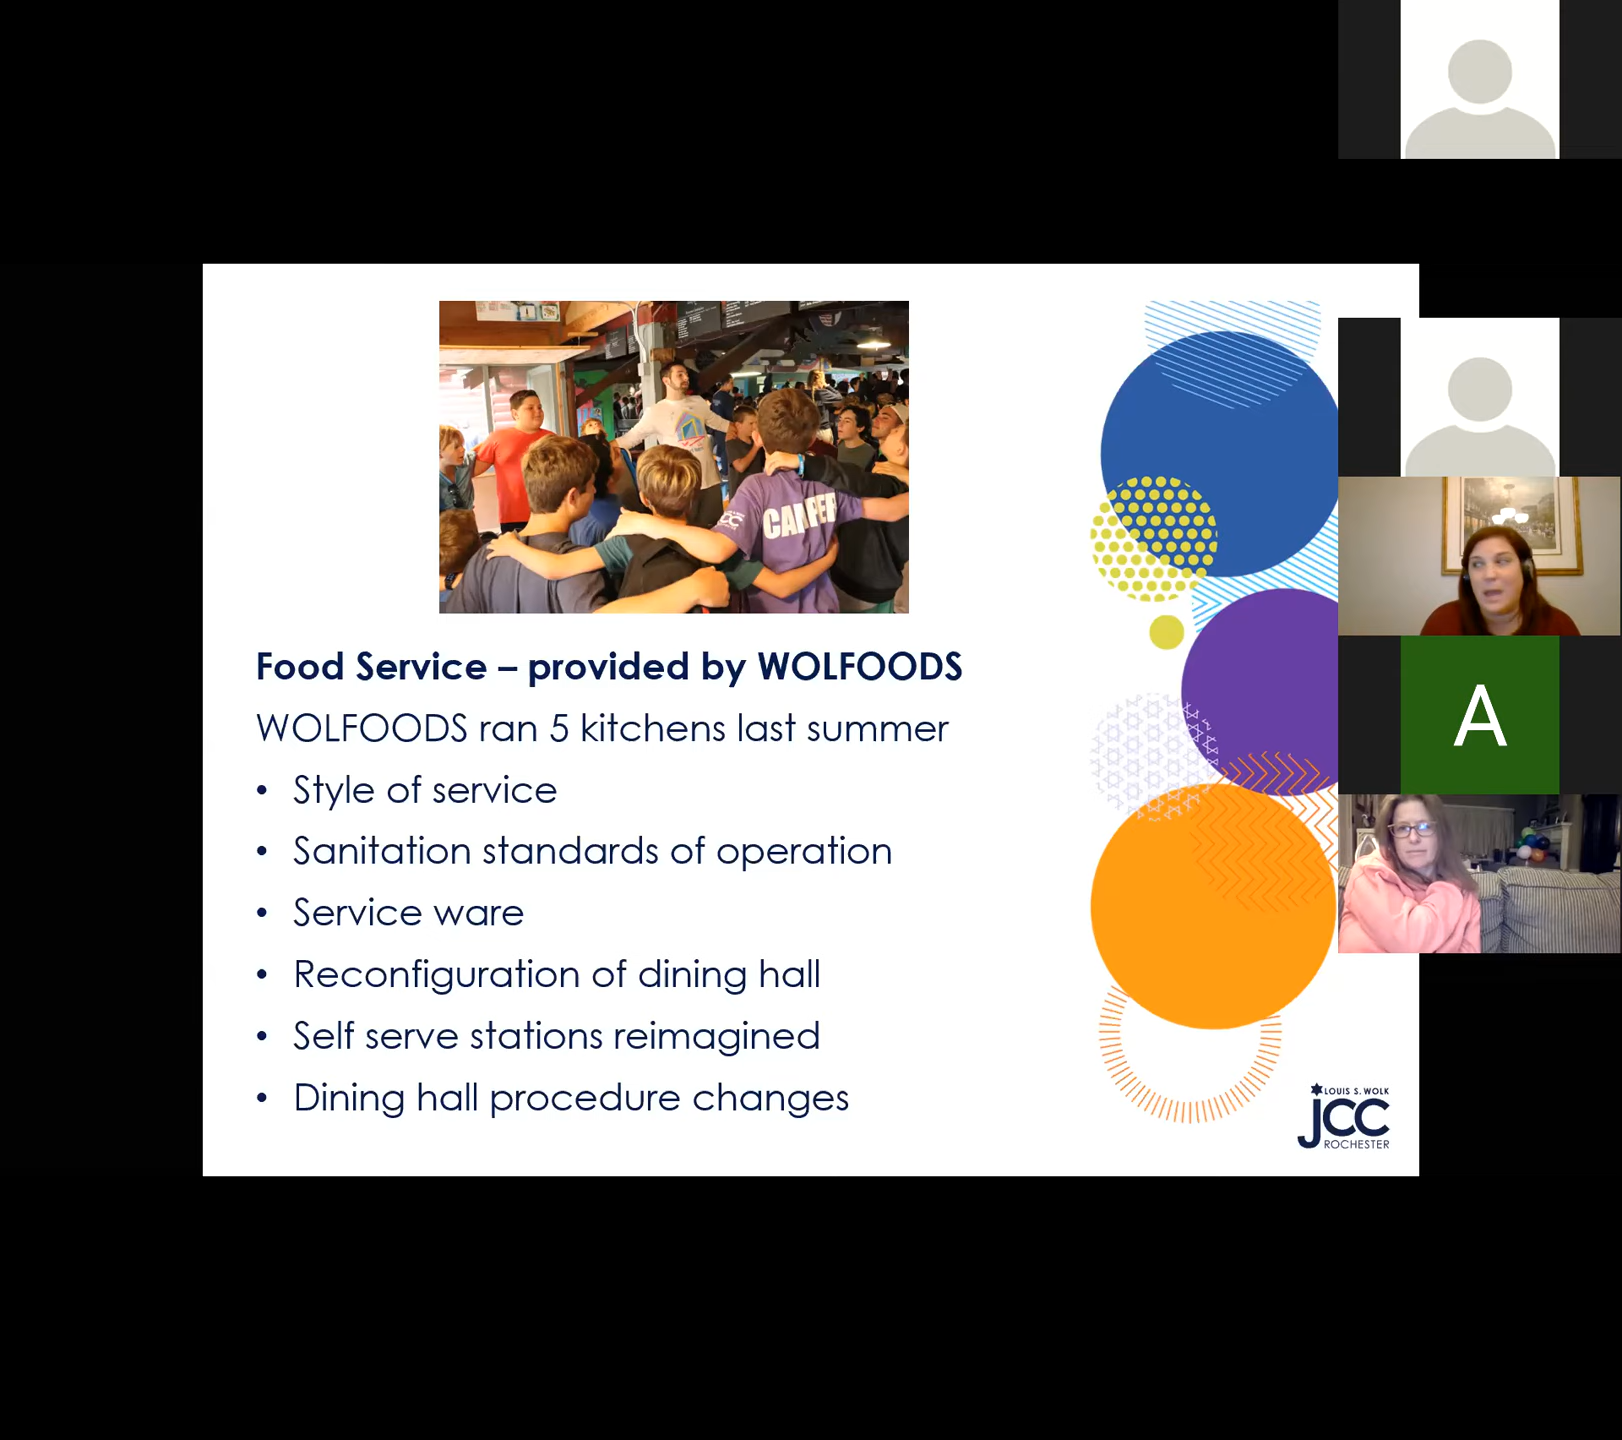 CAMPER
Food Service – provided by WOLFOODS
WOLFOODS ran 5 kitchens last summer
• Style of service
• Sanitation standards of operation
• Service ware
• Reconfiguration of dining hall
• Self serve stations reimagined
• Dining hall procedure changes
LOUIS S. WOLK
JCC
ROCHESTER
A